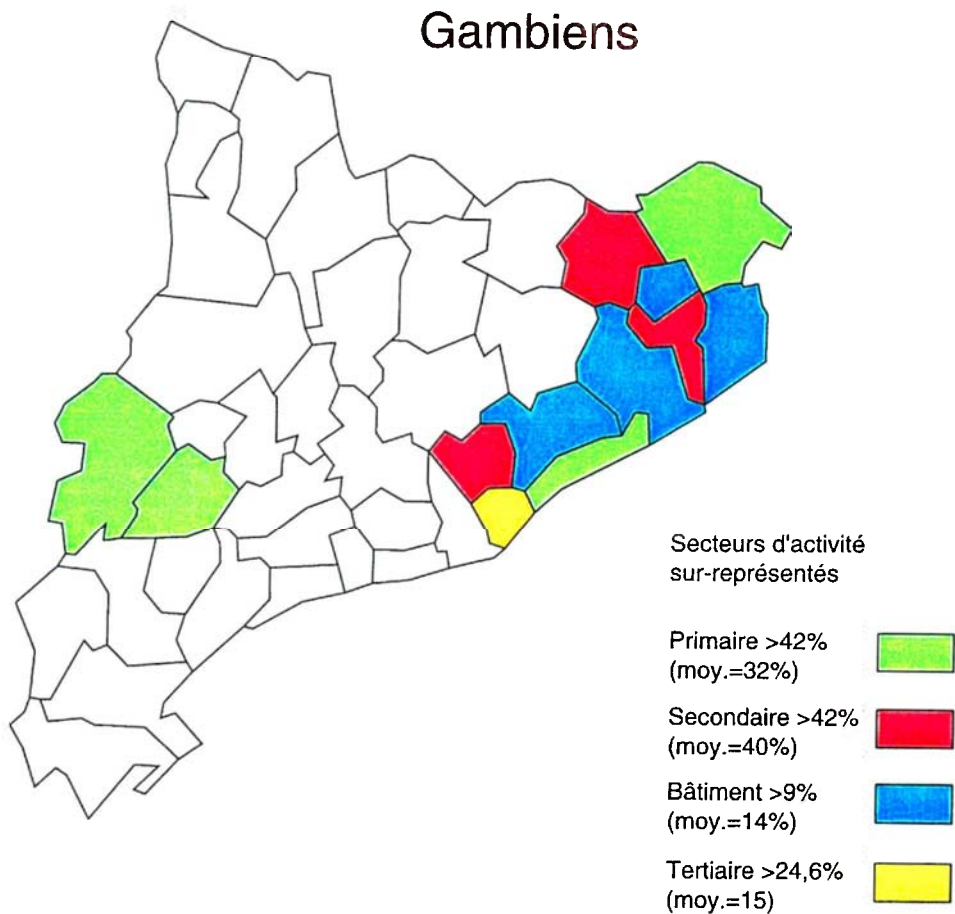 Gambiens
Secteurs d'activité
sur-représentés
Primaire >42%
(moy.=32%)
Secondaire >42%
(moy.=40%)
Bâtiment >9%
(moy.=14%)
Tertiaire >24,6%
(moy.=15)